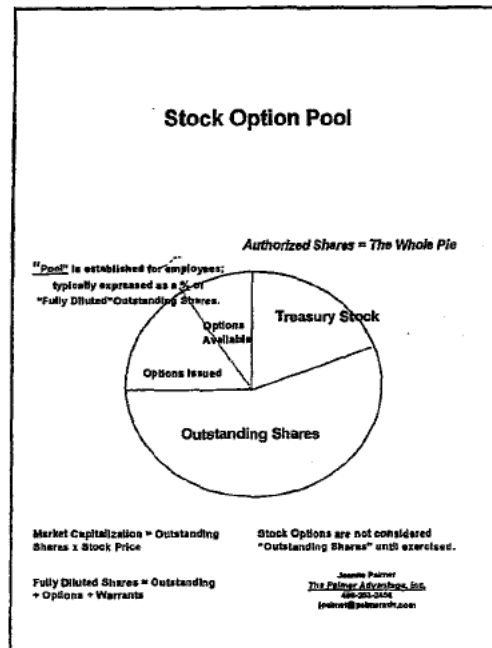 Stock Option Pool
Authorized Shares = The Whole Pie
"Pool" is established for employees;
typically expressed as a % of
"Fully Diluted" Outstanding Shares.
Options
Available
Treasury Stock
Options Issued
Outstanding Shares
Market Capitalization = Outstanding
Shares x Stock Price
Stock Options are not considered
"Outstanding Shares" until exercised.
Fully Diluted Shares = Outstanding
+ Options + Warrants
Palmer
The Palmer Advantage, Inc.